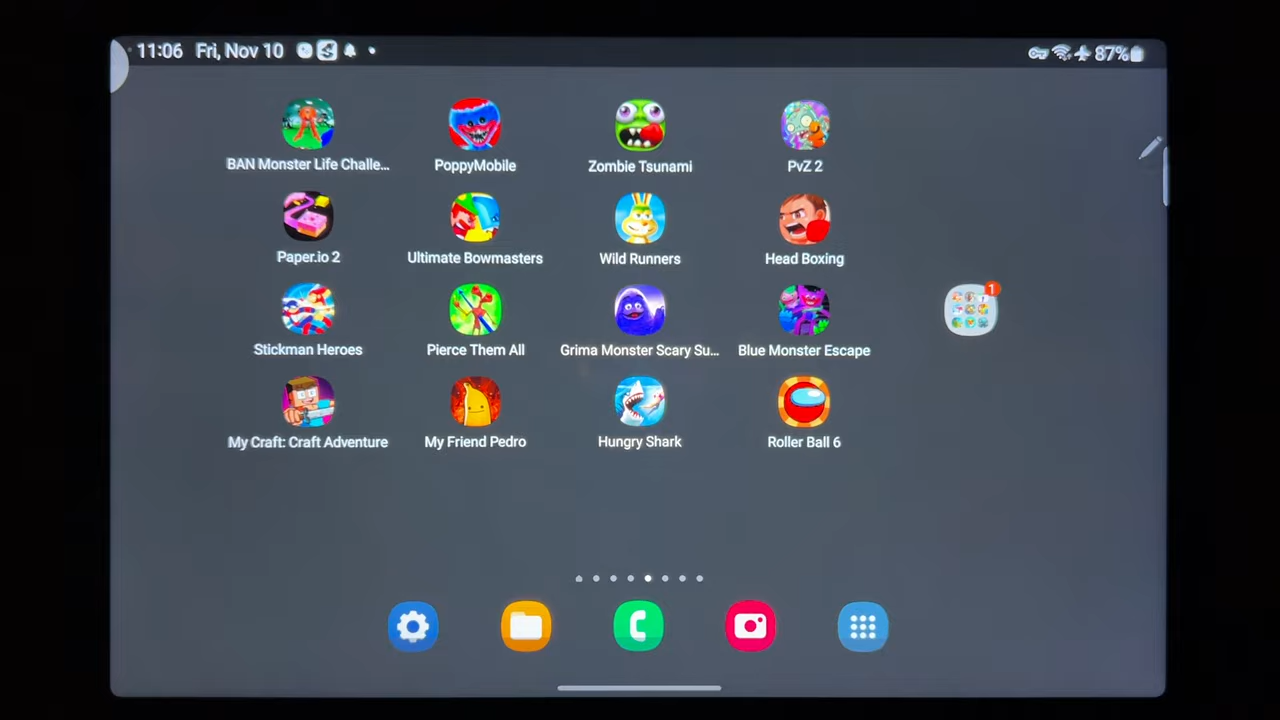 11:06 Fri, Nov 10
87%
BAN Monster Life Challe...
PoppyMobile
Zombie Tsunami
PvZ 2
Paper.io 2
Ultimate Bowmasters
Wild Runners
Head Boxing
1
Stickman Heroes
Pierce Them All
Grima Monster Scary Su...
Blue Monster Escape
My Craft: Craft Adventure
My Friend Pedro
Hungry Shark
Roller Ball 6